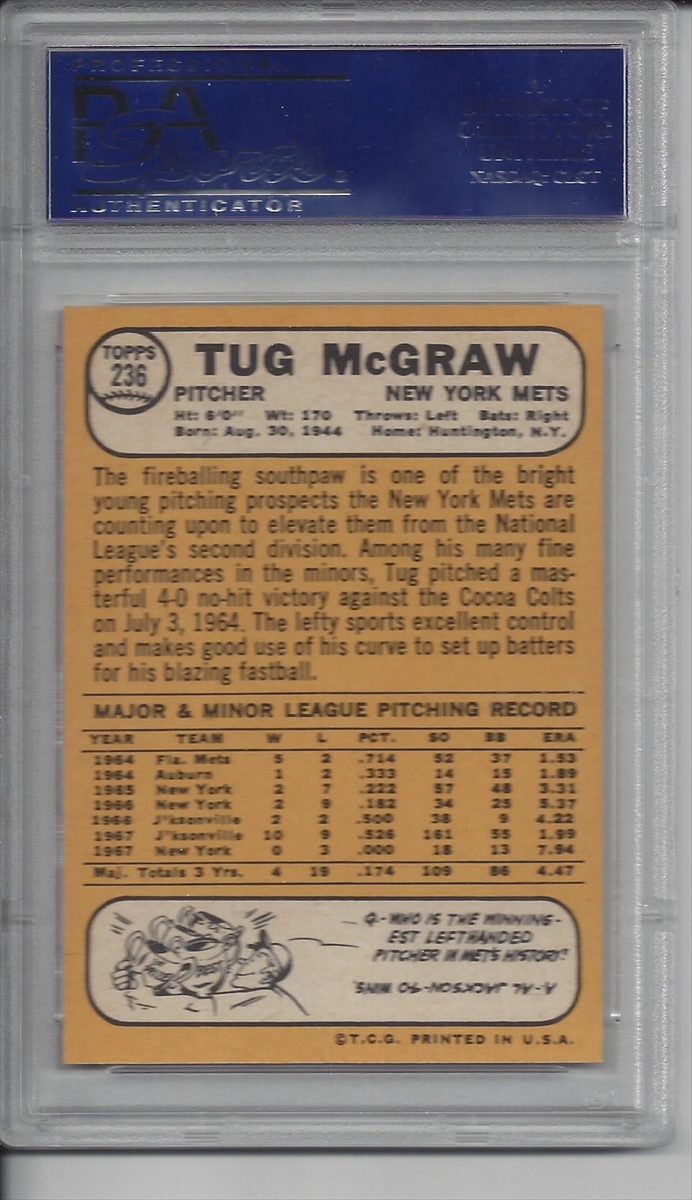 PROFESSIONAL
PSA
Sports
AUTHENTICATOR
A
DIVISION OF
COLLECTORS
UNIVERSE
NASDAQ: CLCT
TOPPS
236
TUG McGRAW
PITCHER NEW YORK METS
Ht: 6'0" Wt: 170 Throws: Left Bats: Right
Born: Aug. 30, 1944 Home: Huntington, N.Y.
The fireballing southpaw is one of the bright
young pitching prospects the New York Mets are
counting upon to elevate them from the National
League's second division. Among his many fine
performances in the minors, Tug pitched a mas-
terful 4-0 no-hit victory against the Cocoa Colts
on July 3, 1964. The lefty sports excellent control
and makes good use of his curve to set up batters
for his blazing fastball.
MAJOR & MINOR LEAGUE PITCHING RECORD
YEAR TEAM W L PCT. SO BB ERA
1964 Fla. Mets 5 2 .714 52 37 1.53
1964 Auburn 1 2 .333 14 15 1.89
1965 New York 2 7 .222 57 48 3.31
1966 New York 2 9 .182 34 25 5.37
1966 J'ksonville 2 2 .500 38 9 4.22
1967 J'ksonville 10 9 .526 161 55 1.99
1967 New York 0 3 .000 18 13 7.94
Maj. Totals 3 Yrs. 4 19 .174 109 86 4.47
Q.-WHO IS THE WINNING-
EST LEFTHANDED
PITCHER IN METS HISTORY?
A.-AL JACKSON-40 WINS.
©T.C.G. PRINTED IN U.S.A.